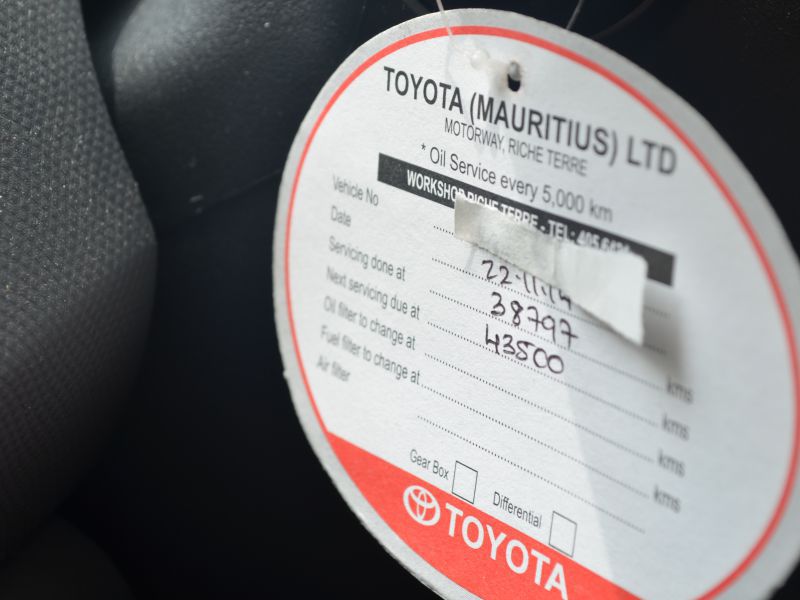 TOYOTA (MAURITIUS) LTD
MOTORWAY, RICHE TERRE
* Oil Service every 5,000 km
WORKSHOP RICHE TERRE - TEL:
Vehicle No
Date 22.11.14
Servicing done at 38797 kms
Next servicing due at 43500 kms
Oil filter to change at kms
Fuel filter to change at kms
Air filter
Gear Box Differential
TOYOTA